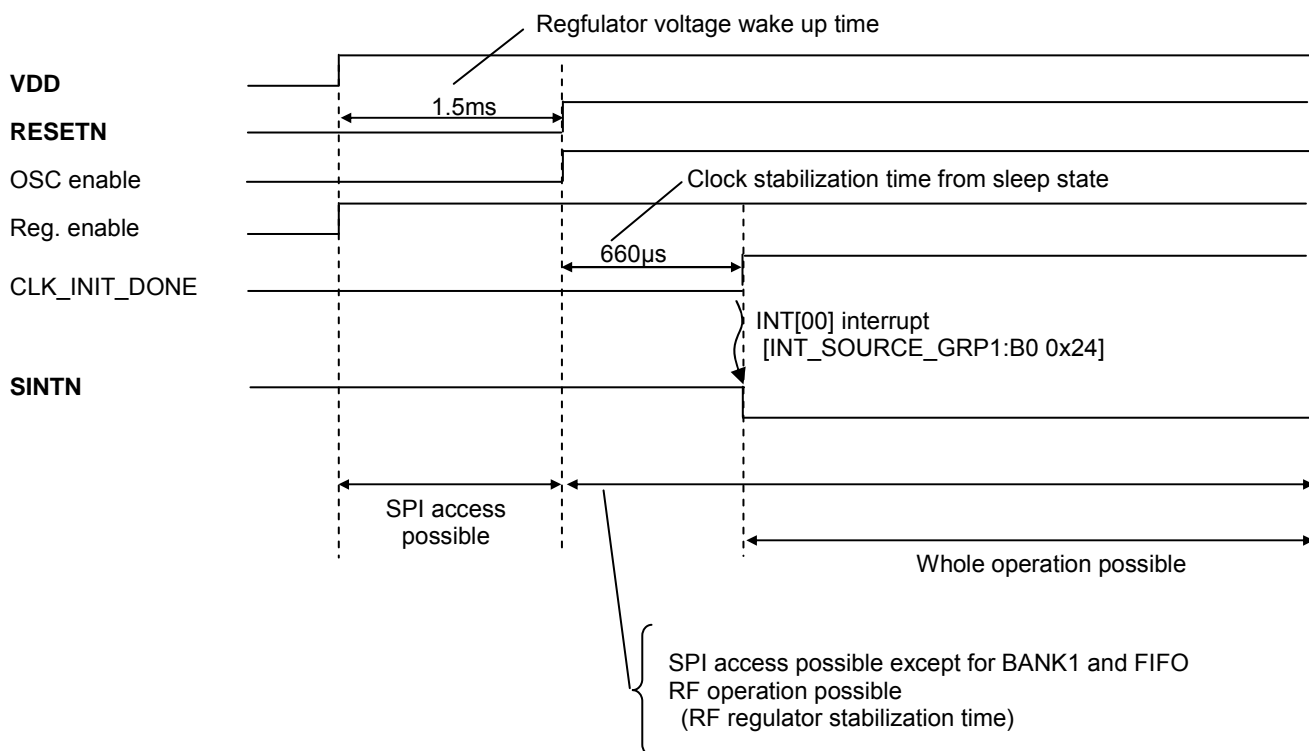 Regfulator voltage wake up time
VDD
1.5ms
RESETN
OSC enable
Clock stabilization time from sleep state
Reg. enable
660µs
CLK_INIT_DONE
INT[00] interrupt
[INT_SOURCE_GRP1:B0 0x24]
SINTN
SPI access
possible
Whole operation possible
SPI access possible except for BANK1 and FIFO
RF operation possible
(RF regulator stabilization time)